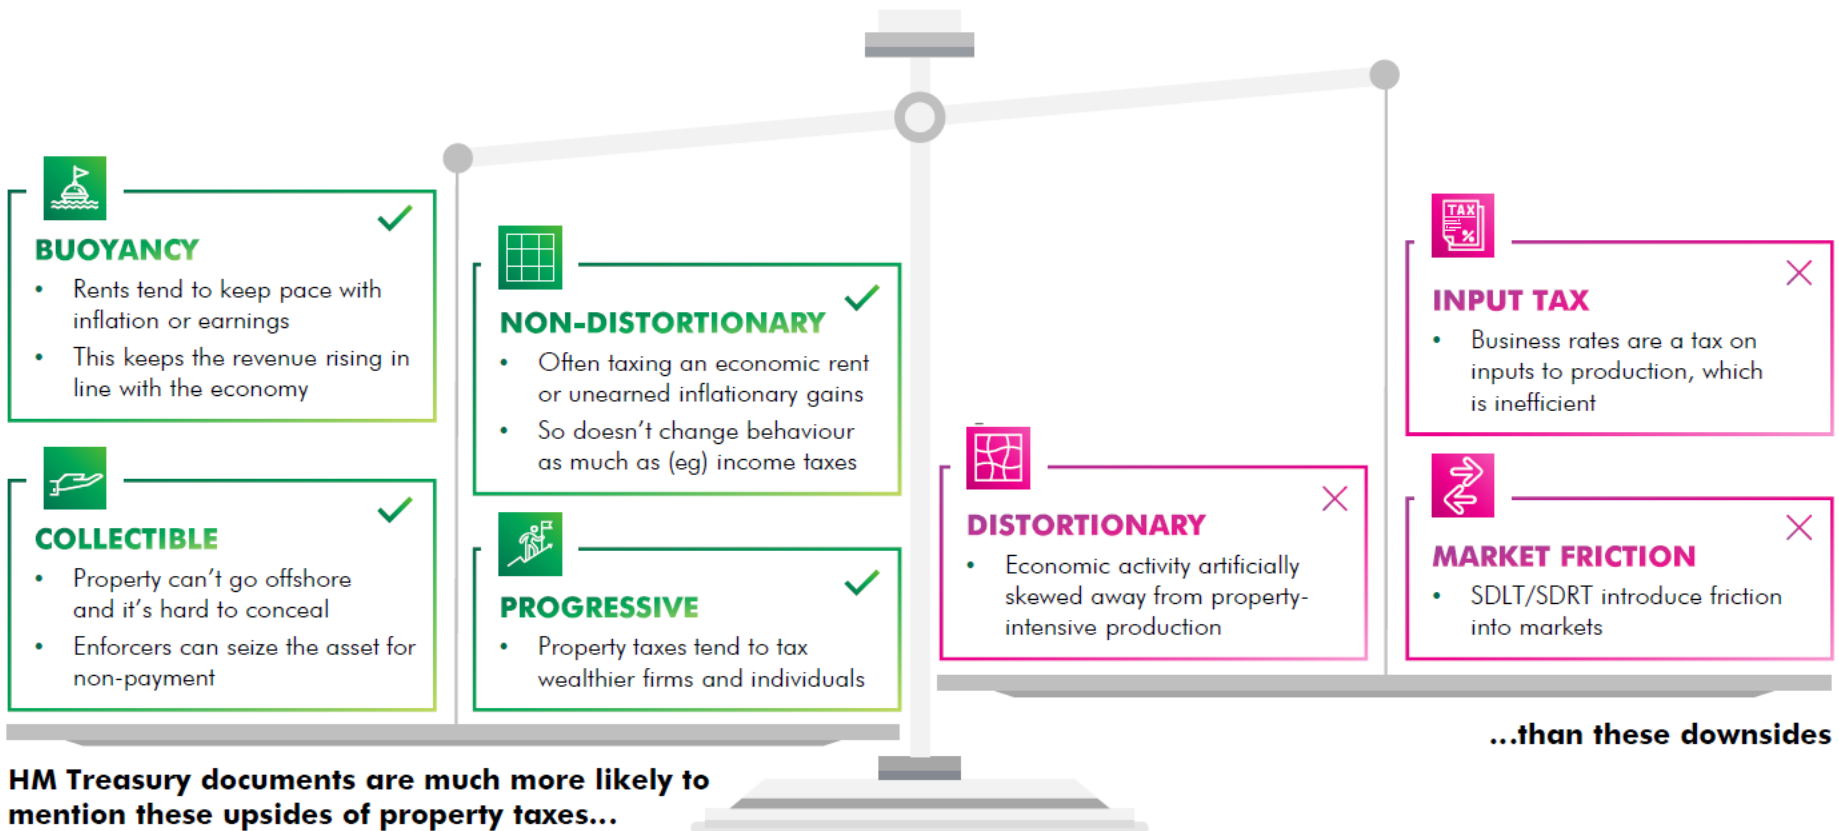 BUOYANCY
• Rents tend to keep pace with
inflation or earnings
• This keeps the revenue rising in
line with the economy
COLLECTIBLE
• Property can't go offshore
and it's hard to conceal
• Enforcers can seize the asset for
non-payment
NON-DISTORTIONARY
• Often taxing an economic rent
or unearned inflationary gains
• So doesn't change behaviour
as much as (eg) income taxes
PROGRESSIVE
• Property taxes tend to tax
wealthier firms and individuals
HM Treasury documents are much more likely to
mention these upsides of property taxes...
DISTORTIONARY
• Economic activity artificially
skewed away from property-
intensive production
TAX
%
INPUT TAX
• Business rates are a tax on
inputs to production, which
is inefficient
MARKET FRICTION
• SDLT/SDRT introduce friction
into markets
...than these downsides